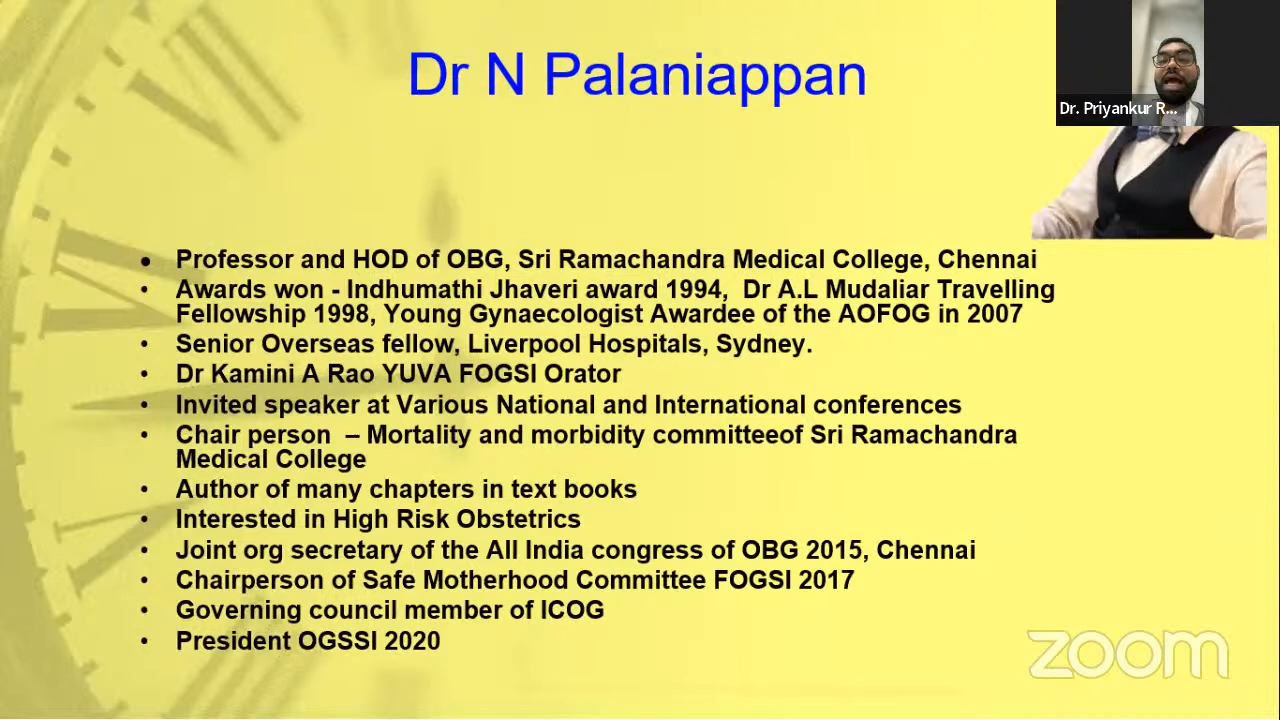 Dr N Palaniappan
Dr. Priyankur R...
• Professor and HOD of OBG, Sri Ramachandra Medical College, Chennai
• Awards won - Indhumathi Jhaveri award 1994, Dr A.L Mudaliar Travelling
Fellowship 1998, Young Gynaecologist Awardee of the AOFOG in 2007
• Senior Overseas fellow, Liverpool Hospitals, Sydney.
• Dr Kamini A Rao YUVA FOGSI Orator
• Invited speaker at Various National and International conferences
• Chair person – Mortality and morbidity committeeof Sri Ramachandra
Medical College
• Author of many chapters in text books
• Interested in High Risk Obstetrics
• Joint org secretary of the All India congress of OBG 2015, Chennai
• Chairperson of Safe Motherhood Committee FOGSI 2017
• Governing council member of ICOG
• President OGSSI 2020
zoom